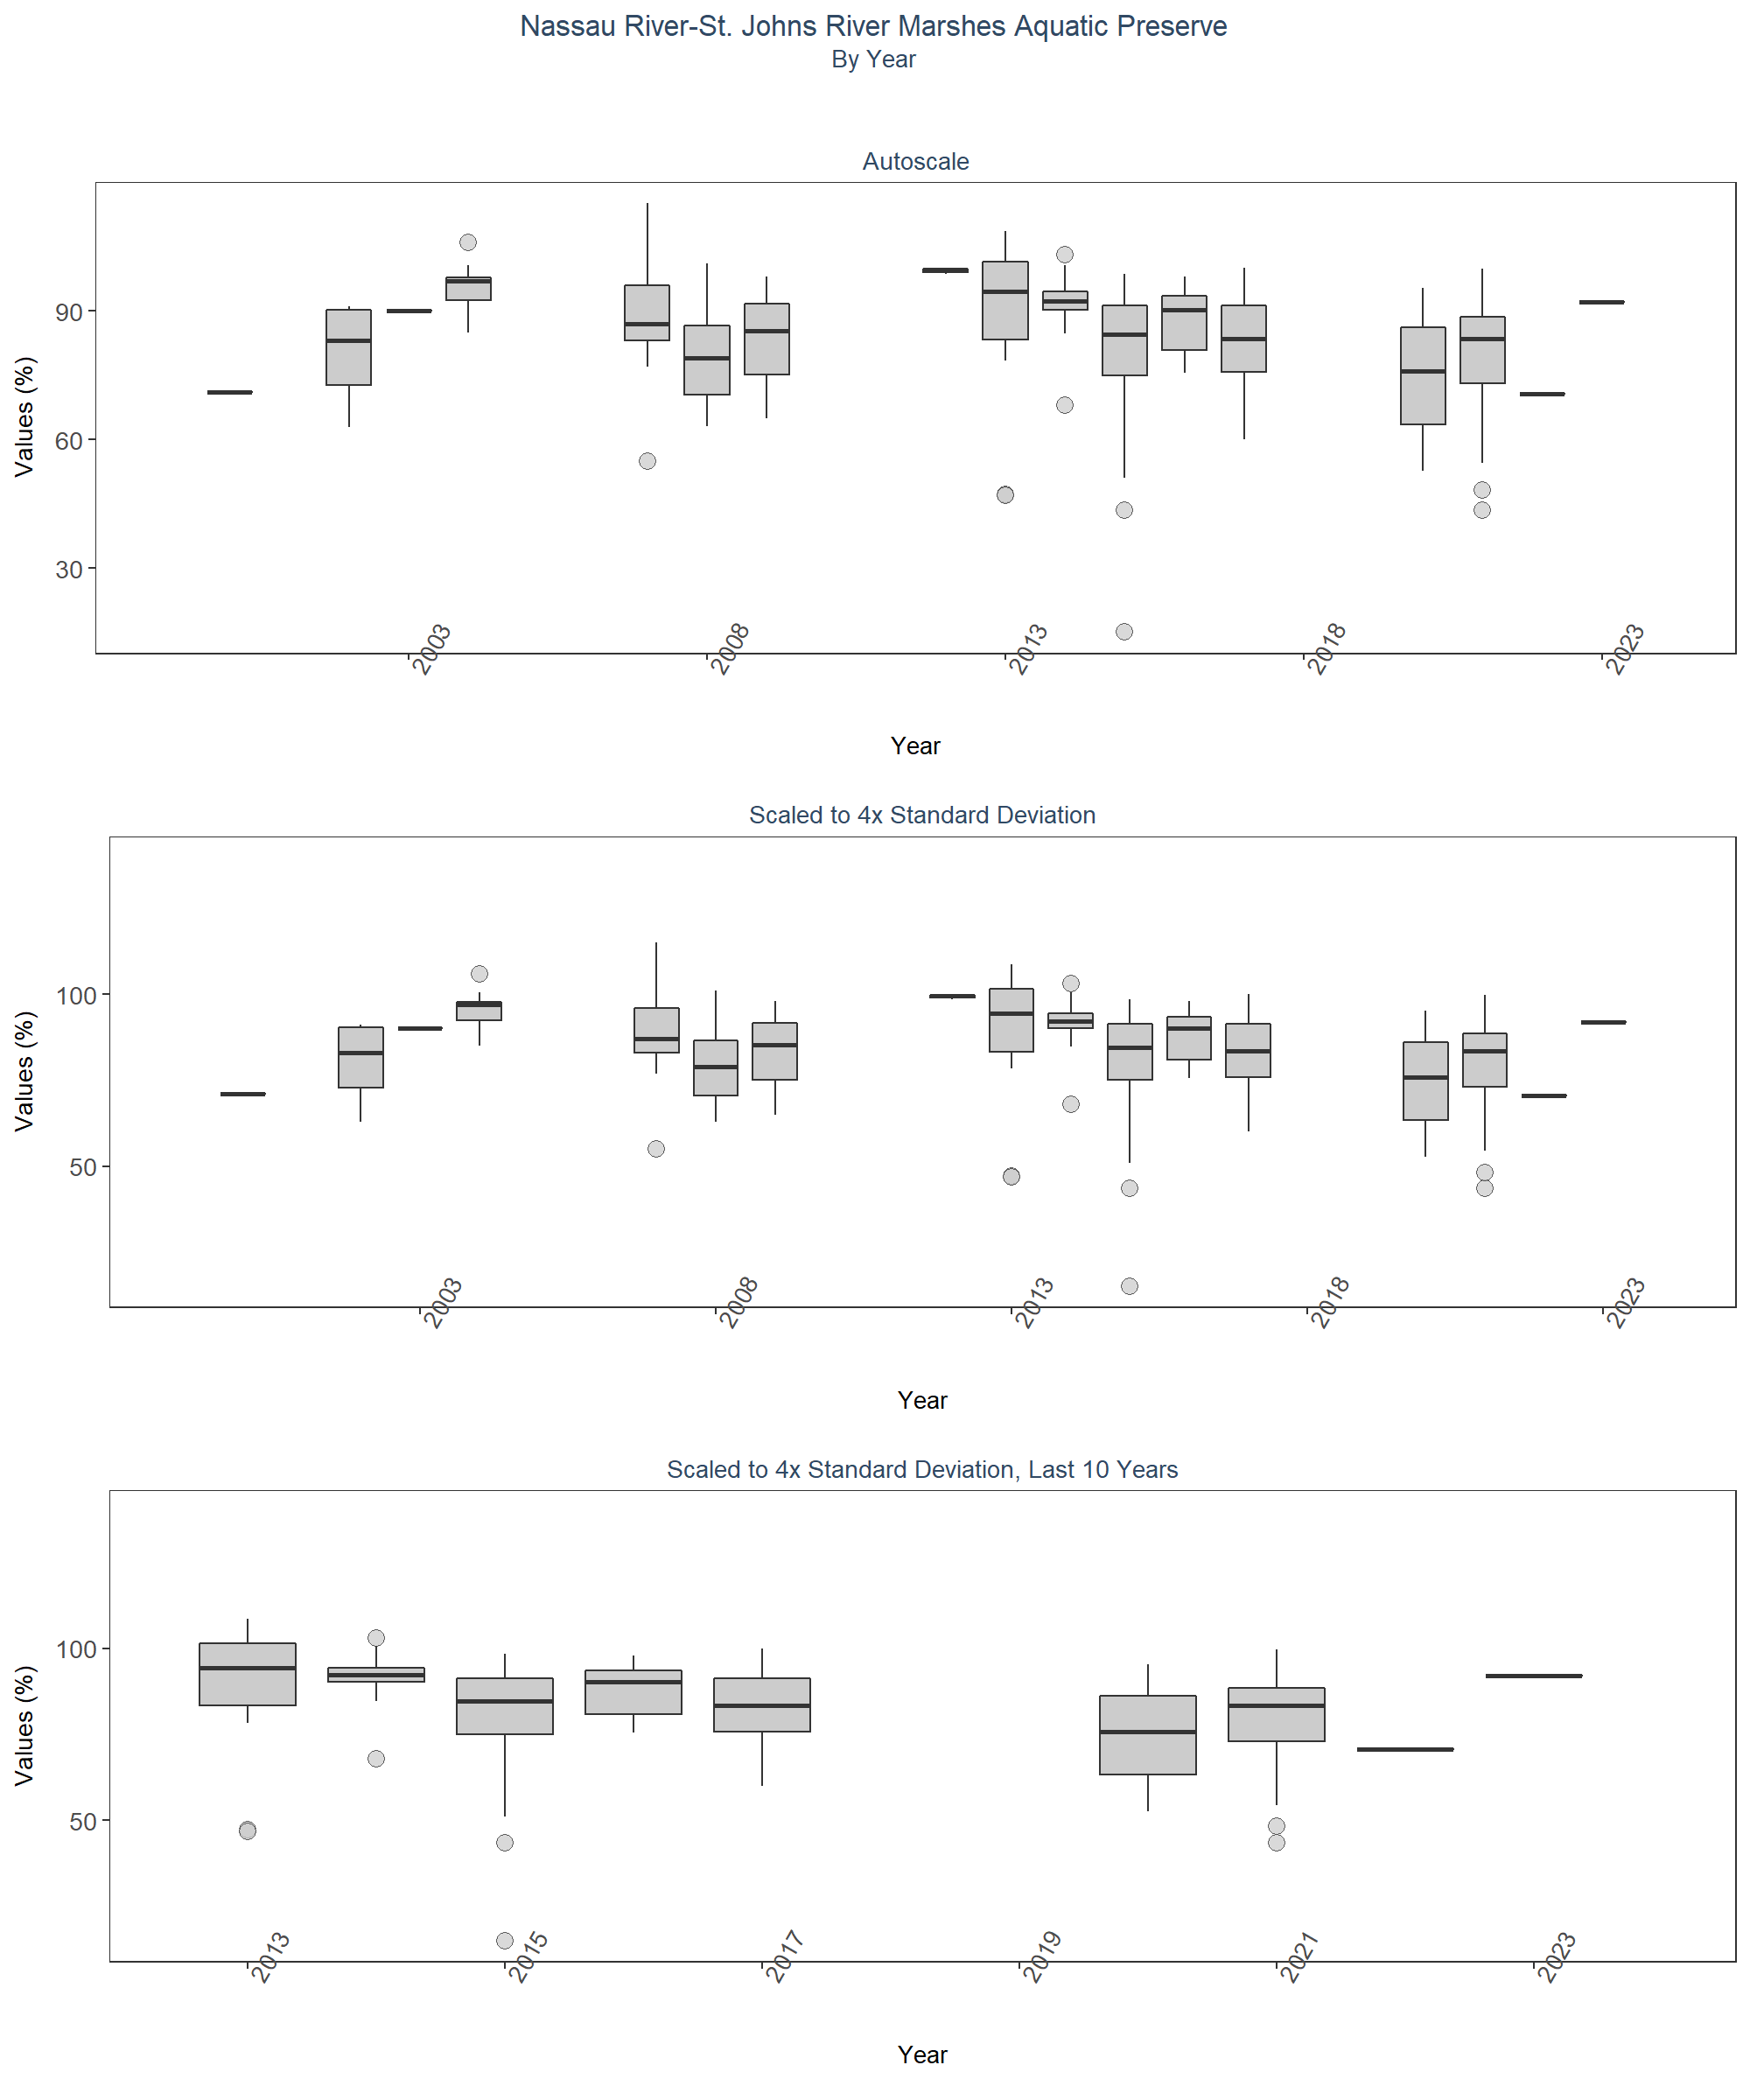 Nassau River-St. Johns River Marshes Aquatic Preserve
By Year
Autoscale
Values (%)
90
60
30
2003 2008 2013 2018 2023
Year
Scaled to 4x Standard Deviation
Values (%)
100
50
2003 2008 2013 2018 2023
Year
Scaled to 4x Standard Deviation, Last 10 Years
Values (%)
100
50
2013 2015 2017 2019 2021 2023
Year